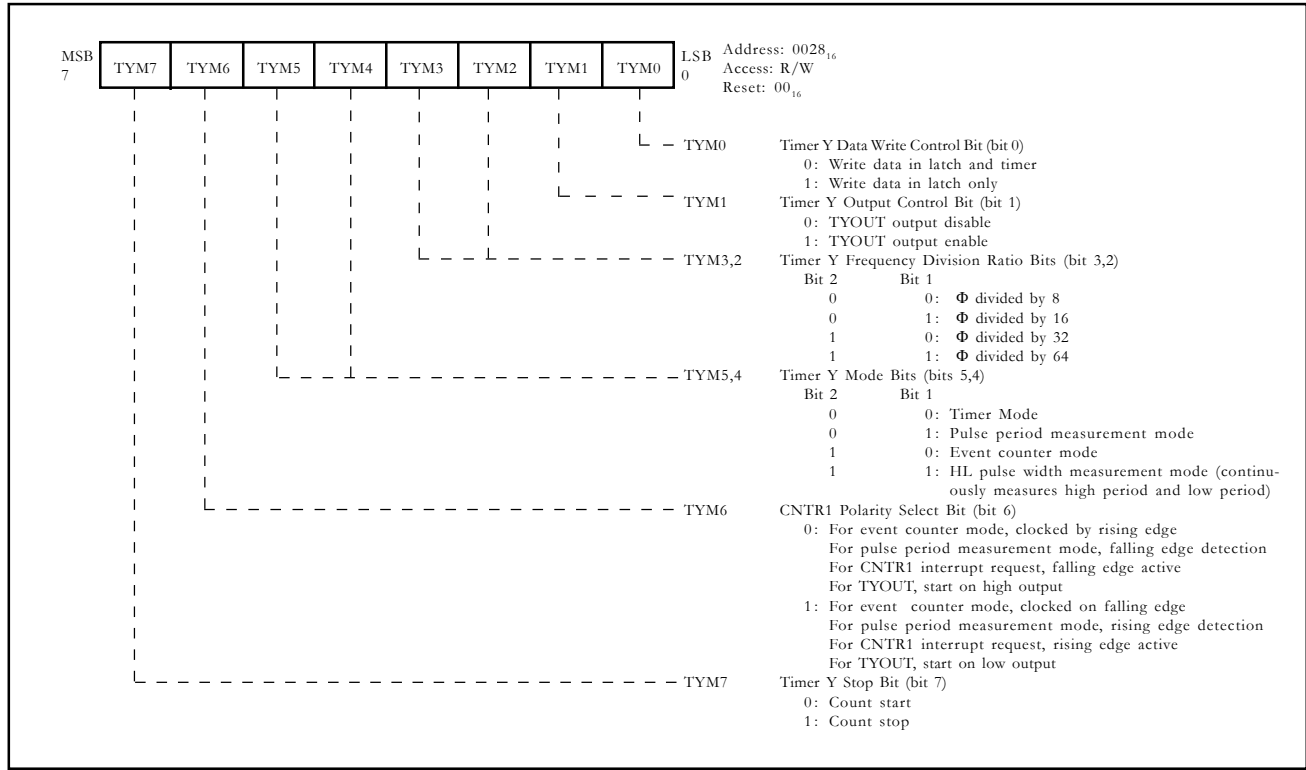 MSB 7 TYM7 TYM6 TYM5 TYM4 TYM3 TYM2 TYM1 TYM0 LSB 0
Address: 0028₁₆
Access: R/W
Reset: 00₁₆
TYM0 Timer Y Data Write Control Bit (bit 0)
0: Write data in latch and timer
1: Write data in latch only
TYM1 Timer Y Output Control Bit (bit 1)
0: TYOUT output disable
1: TYOUT output enable
TYM3,2 Timer Y Frequency Division Ratio Bits (bit 3,2)
Bit 2 Bit 1
0 0: Φ divided by 8
0 1: Φ divided by 16
1 0: Φ divided by 32
1 1: Φ divided by 64
TYM5,4 Timer Y Mode Bits (bits 5,4)
Bit 2 Bit 1
0 0: Timer Mode
0 1: Pulse period measurement mode
1 0: Event counter mode
1 1: HL pulse width measurement mode (continu-
ously measures high period and low period)
TYM6 CNTR1 Polarity Select Bit (bit 6)
0: For event counter mode, clocked by rising edge
For pulse period measurement mode, falling edge detection
For CNTR1 interrupt request, falling edge active
For TYOUT, start on high output
1: For event counter mode, clocked on falling edge
For pulse period measurement mode, rising edge detection
For CNTR1 interrupt request, rising edge active
For TYOUT, start on low output
TYM7 Timer Y Stop Bit (bit 7)
0: Count start
1: Count stop